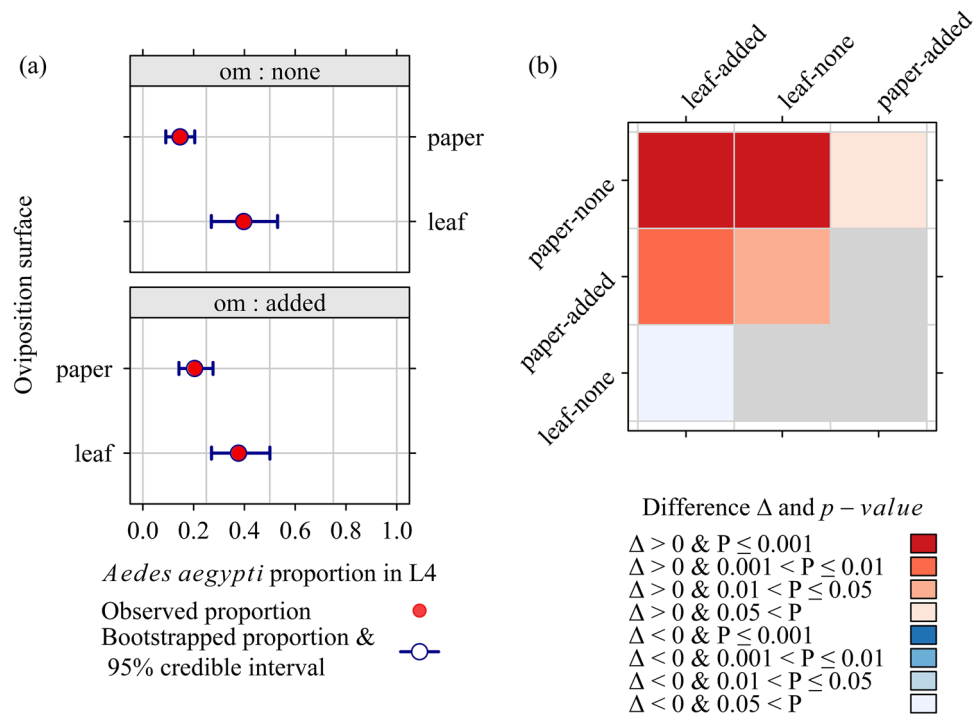 (a)
om : none
paper
leaf
om : added
paper
leaf
Oviposition surface
0.0 0.2 0.4 0.6 0.8 1.0
Aedes aegypti proportion in L4
Observed proportion
Bootstrapped proportion &
95% credible interval
(b)
leaf-added
leaf-none
paper-added
paper-none
paper-added
leaf-none
Difference Δ and p − value
Δ > 0 & P ≤ 0.001
Δ > 0 & 0.001 < P ≤ 0.01
Δ > 0 & 0.01 < P ≤ 0.05
Δ > 0 & 0.05 < P
Δ < 0 & P ≤ 0.001
Δ < 0 & 0.001 < P ≤ 0.01
Δ < 0 & 0.01 < P ≤ 0.05
Δ < 0 & 0.05 < P